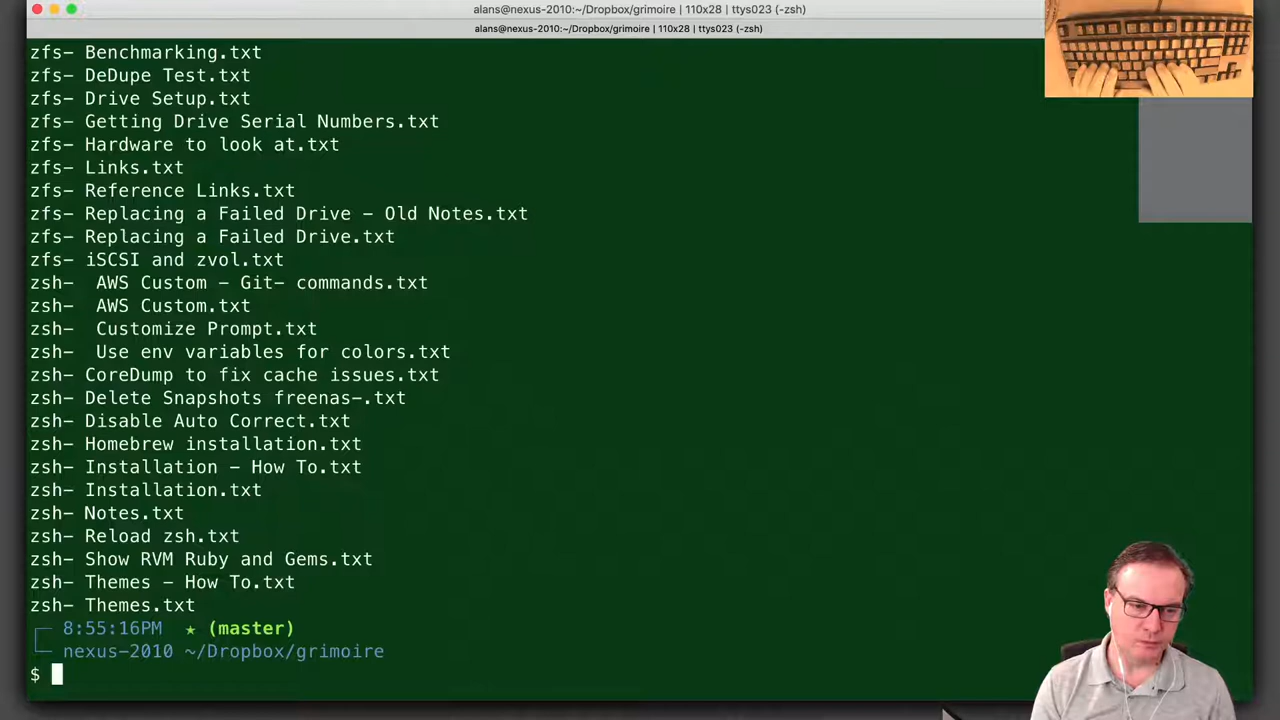 alans@nexus-2010:~/Dropbox/grimoire | 110x28 | ttys023 (-zsh)
alans@nexus-2010:~/Dropbox/grimoire | 110x28 | ttys023 (-zsh)
zfs- Benchmarking.txt
zfs- DeDupe Test.txt
zfs- Drive Setup.txt
zfs- Getting Drive Serial Numbers.txt
zfs- Hardware to look at.txt
zfs- Links.txt
zfs- Reference Links.txt
zfs- Replacing a Failed Drive - Old Notes.txt
zfs- Replacing a Failed Drive.txt
zfs- iSCSI and zvol.txt
zsh-  AWS Custom - Git- commands.txt
zsh-  AWS Custom.txt
zsh-  Customize Prompt.txt
zsh-  Use env variables for colors.txt
zsh- CoreDump to fix cache issues.txt
zsh- Delete Snapshots freenas-.txt
zsh- Disable Auto Correct.txt
zsh- Homebrew installation.txt
zsh- Installation - How To.txt
zsh- Installation.txt
zsh- Notes.txt
zsh- Reload zsh.txt
zsh- Show RVM Ruby and Gems.txt
zsh- Themes - How To.txt
zsh- Themes.txt
8:55:16PM ★ (master)
nexus-2010 ~/Dropbox/grimoire
$